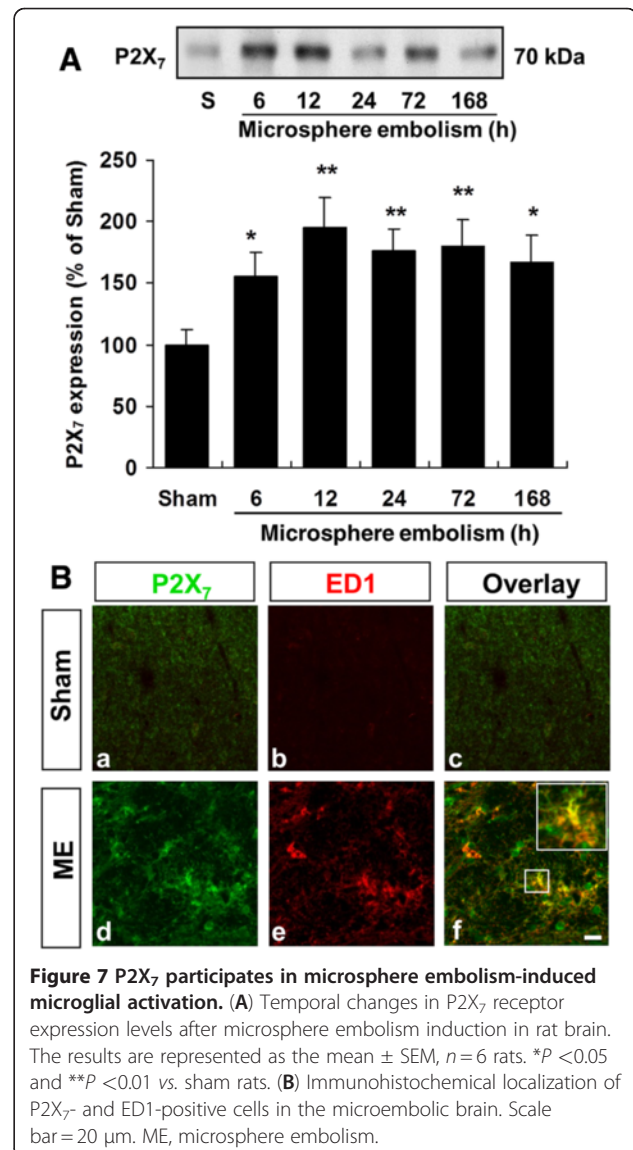 A
P2X₇
70 kDa
S 6 12 24 72 168
Microsphere embolism (h)
P2X₇ expression (% of Sham)
250
200
150
100
50
0
* ** ** ** *
Sham 6 12 24 72 168
Microsphere embolism (h)
B
P2X₇ ED1 Overlay
Sham
a b c
ME
d e f
Figure 7 P2X₇ participates in microsphere embolism-induced
microglial activation. (A) Temporal changes in P2X₇ receptor
expression levels after microsphere embolism induction in rat brain.
The results are represented as the mean ± SEM, n = 6 rats. *P <0.05
and **P <0.01 vs. sham rats. (B) Immunohistochemical localization of
P2X₇- and ED1-positive cells in the microembolic brain. Scale
bar = 20 μm. ME, microsphere embolism.